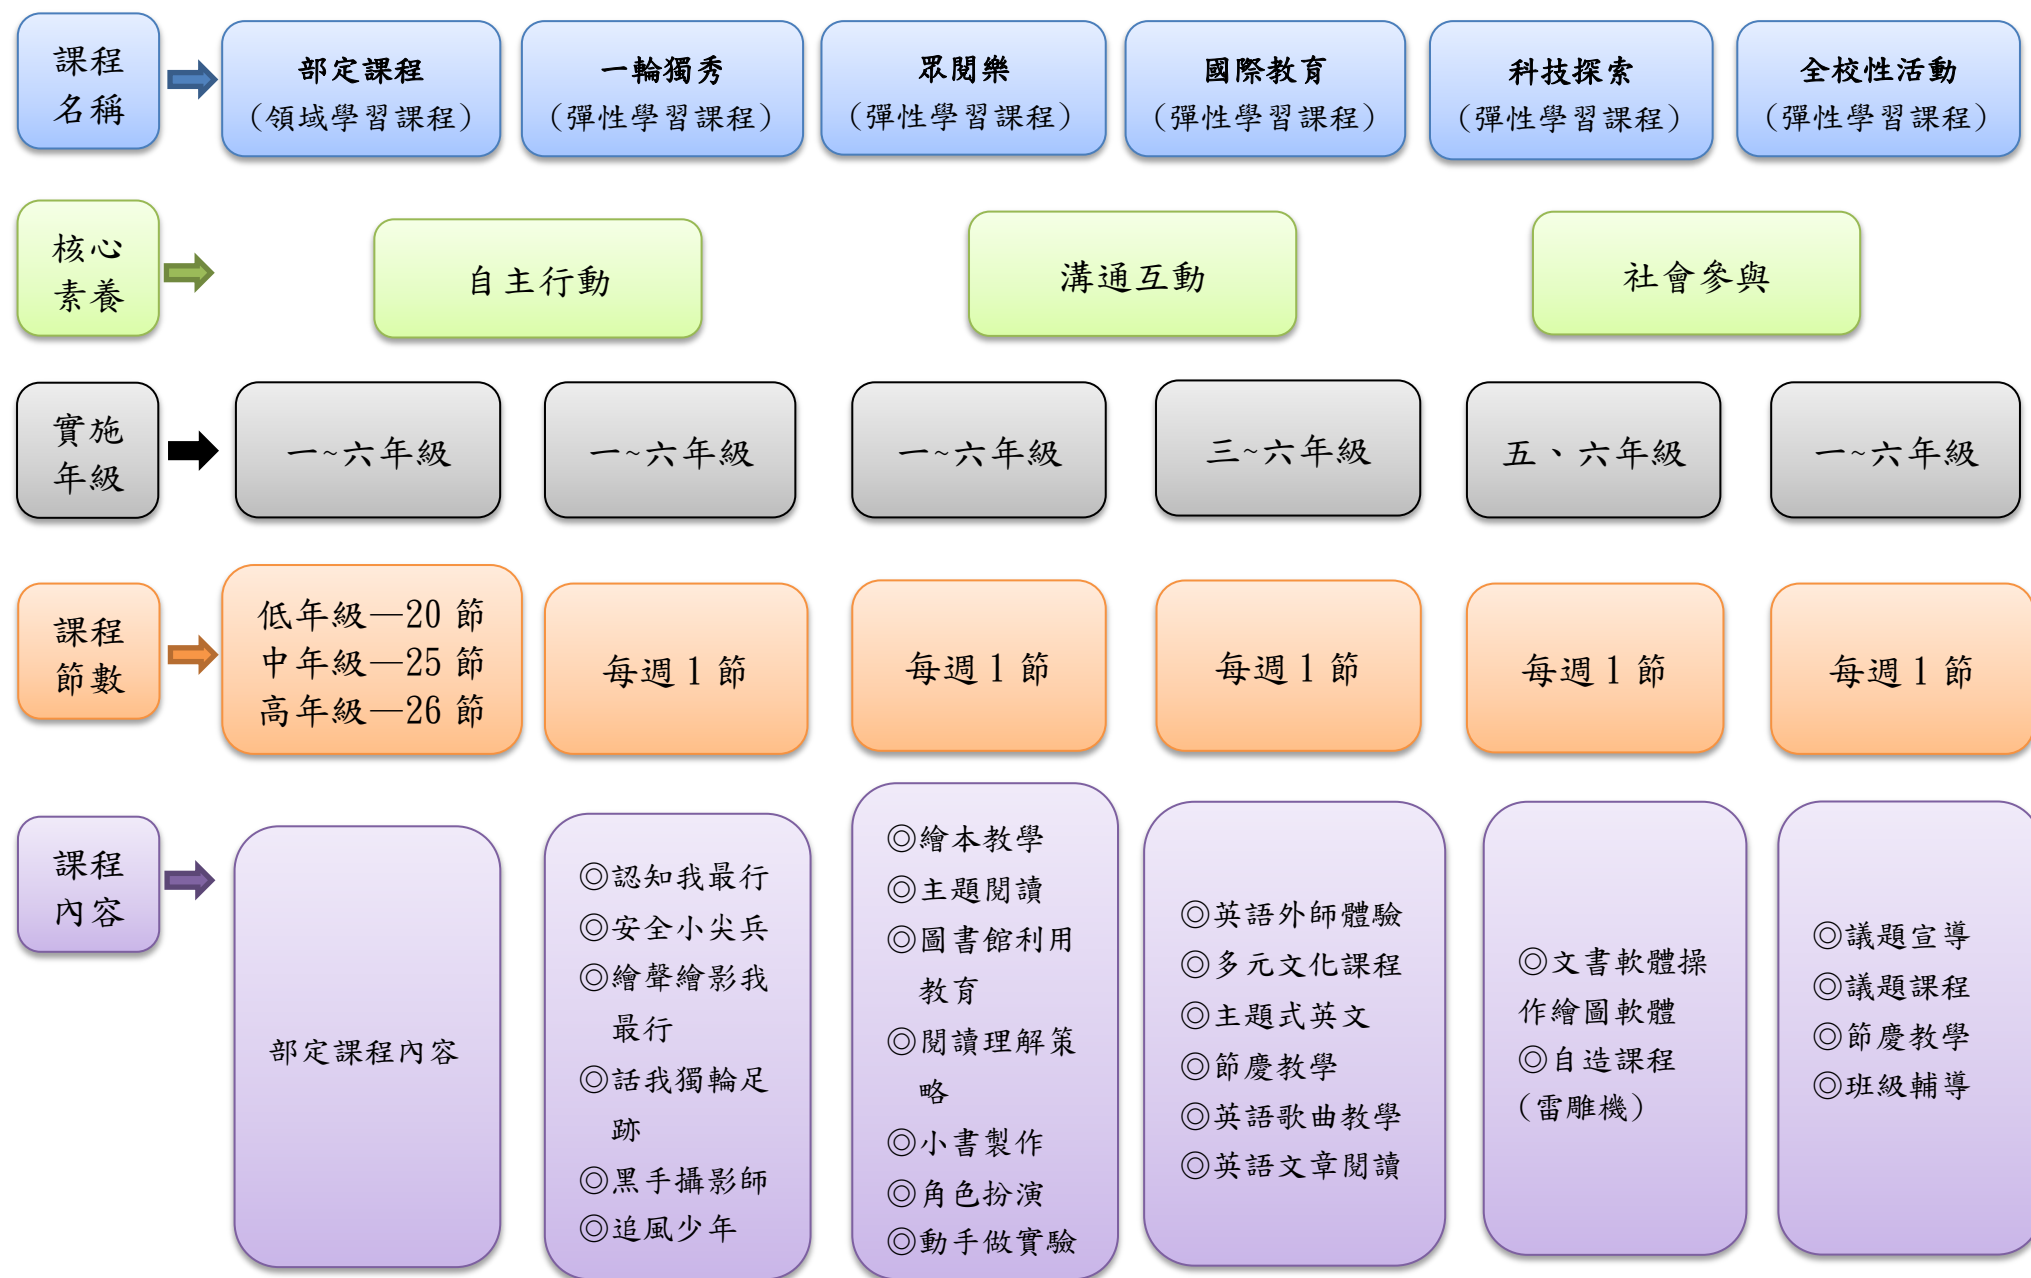 課程
名稱
部定課程
（領域學習課程）
一輪獨秀
（彈性學習課程）
眾閱樂
（彈性學習課程）
國際教育
（彈性學習課程）
科技探索
（彈性學習課程）
全校性活動
（彈性學習課程）
核心
素養
自主行動
溝通互動
社會參與
實施
年級
一~六年級
一~六年級
一~六年級
三~六年級
五、六年級
一~六年級
課程
節數
低年級—20 節
中年級—25 節
高年級—26 節
每週 1 節
每週 1 節
每週 1 節
每週 1 節
每週 1 節
課程
內容
部定課程內容
◎認知我最行
◎安全小尖兵
◎繪聲繪影我
最行
◎話我獨輪足
跡
◎黑手攝影師
◎追風少年
◎繪本教學
◎主題閱讀
◎圖書館利用
教育
◎閱讀理解策
略
◎小書製作
◎角色扮演
◎動手做實驗
◎英語外師體驗
◎多元文化課程
◎主題式英文
◎節慶教學
◎英語歌曲教學
◎英語文章閱讀
◎文書軟體操
作繪圖軟體
◎自造課程
（雷雕機）
◎議題宣導
◎議題課程
◎節慶教學
◎班級輔導